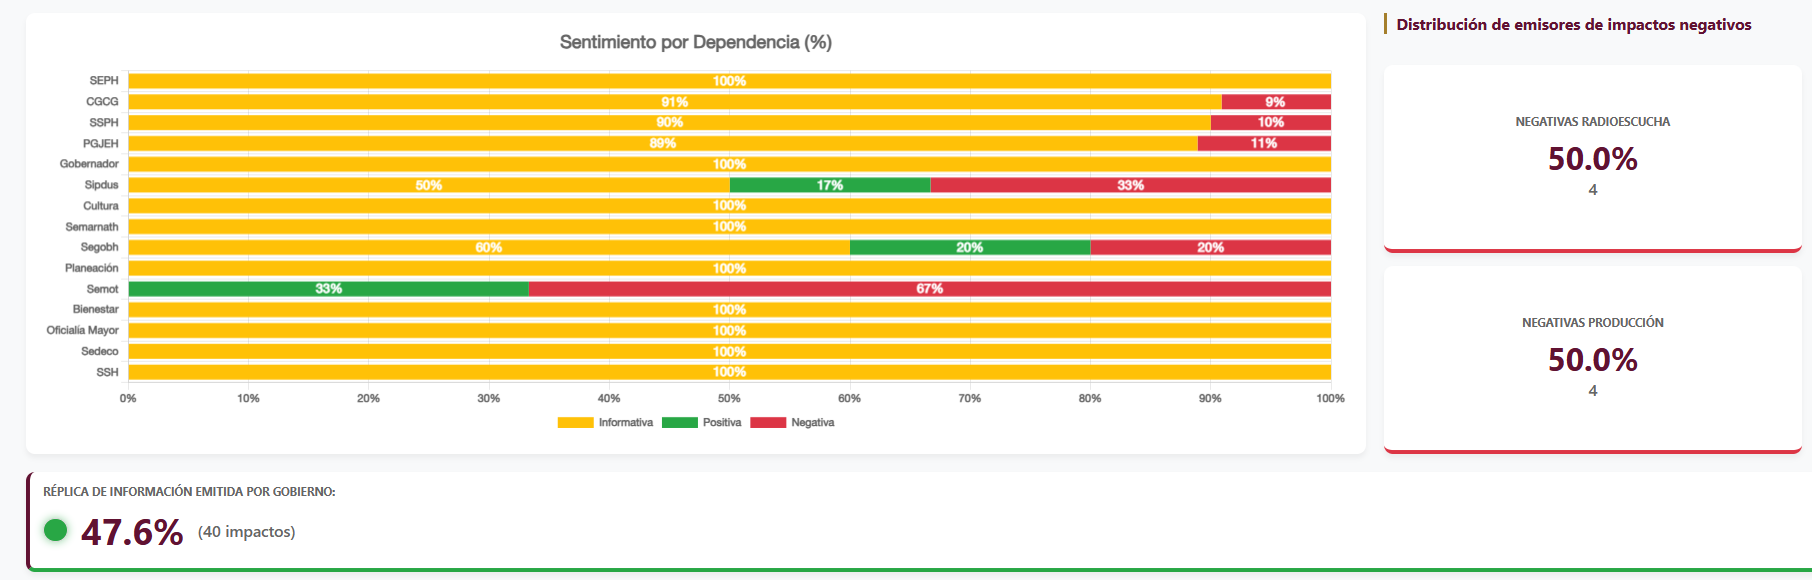 Sentimiento por Dependencia (%)
SEPH 100%
CGCG 91% 9%
SSPH 90% 10%
PGJEH 89% 11%
Gobernador 100%
Sipdus 50% 17% 33%
Cultura 100%
Semarnath 100%
Segobh 60% 20% 20%
Planeación 100%
Semot 33% 67%
Bienestar 100%
Oficialía Mayor 100%
Sedeco 100%
SSH 100%
0% 10% 20% 30% 40% 50% 60% 70% 80% 90% 100%
Informativa Positiva Negativa
Distribución de emisores de impactos negativos
NEGATIVAS RADIOESCUCHA
50.0%
4
NEGATIVAS PRODUCCIÓN
50.0%
4
RÉPLICA DE INFORMACIÓN EMITIDA POR GOBIERNO:
47.6% (40 impactos)